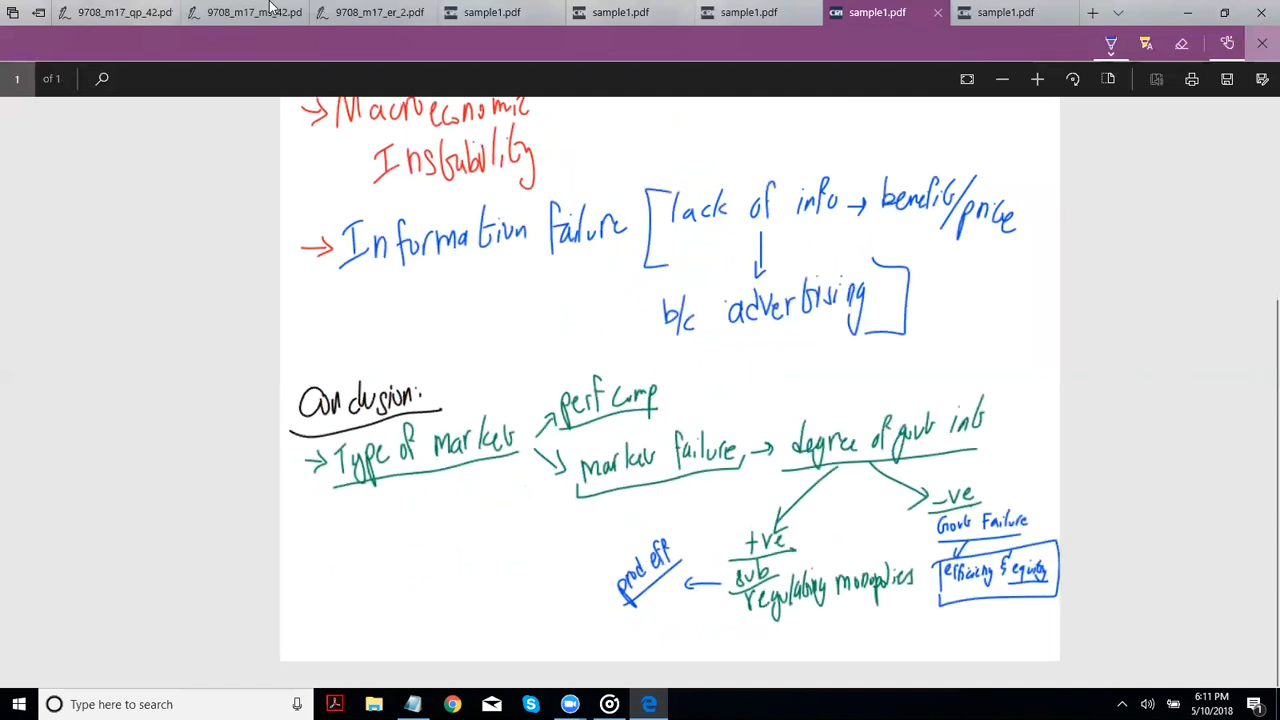 9708_m17_qp_42.pdf 9708_m17_ms_42.pdf 9708_m17_er_2.pdf sample1.pdf sample1.pdf sample1.pdf sample1.pdf sample1.pdf
1 of 1
→ Macroeconomic
Instability
→ Information failure [lack of info → benefit/price
↓
b/c advertising]
Conclusion:
→ Type of market
perf comp
market failure, → degree of govt int
+ve
sub
regulating monopolies
prod eff
-ve
Govt Failure
efficiency & equity
Type here to search
6:11 PM
5/10/2018